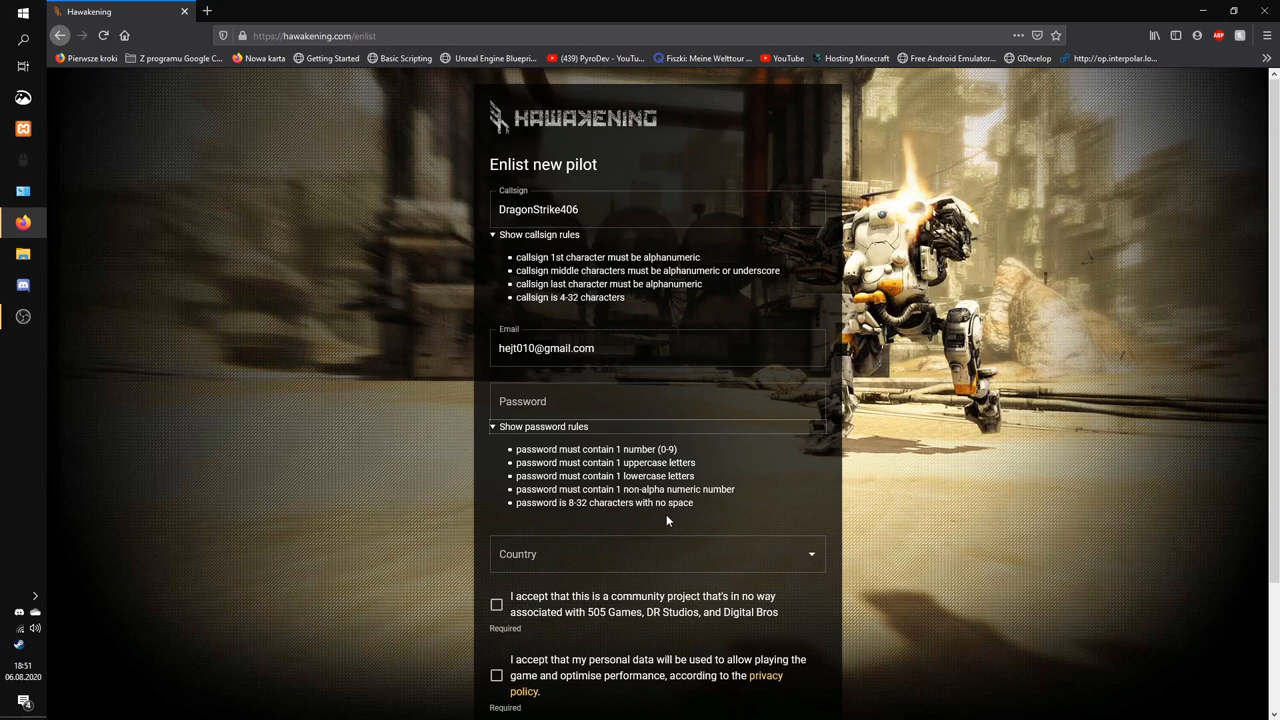 Hawakening
https://hawakening.com/enlist
Pierwsze kroki
Z programu Google C...
Nowa karta
Getting Started
Basic Scripting
Unreal Engine Bluepri...
(439) PyroDev - YouTu...
Fiszki: Meine Welttour ...
YouTube
Hosting Minecraft
Free Android Emulator...
GDevelop
http://op.interpolar.lo...
ABP
HAWAKENING
Enlist new pilot
Callsign
DragonStrike406
Show callsign rules
callsign 1st character must be alphanumeric
callsign middle characters must be alphanumeric or underscore
callsign last character must be alphanumeric
callsign is 4-32 characters
Email
hejt010@gmail.com
Password
Show password rules
password must contain 1 number (0-9)
password must contain 1 uppercase letters
password must contain 1 lowercase letters
password must contain 1 non-alpha numeric number
password is 8-32 characters with no space
Country
I accept that this is a community project that's in no way
associated with 505 Games, DR Studios, and Digital Bros
Required
I accept that my personal data will be used to allow playing the
game and optimise performance, according to the privacy
policy.
Required
18:51
06.08.2020
4